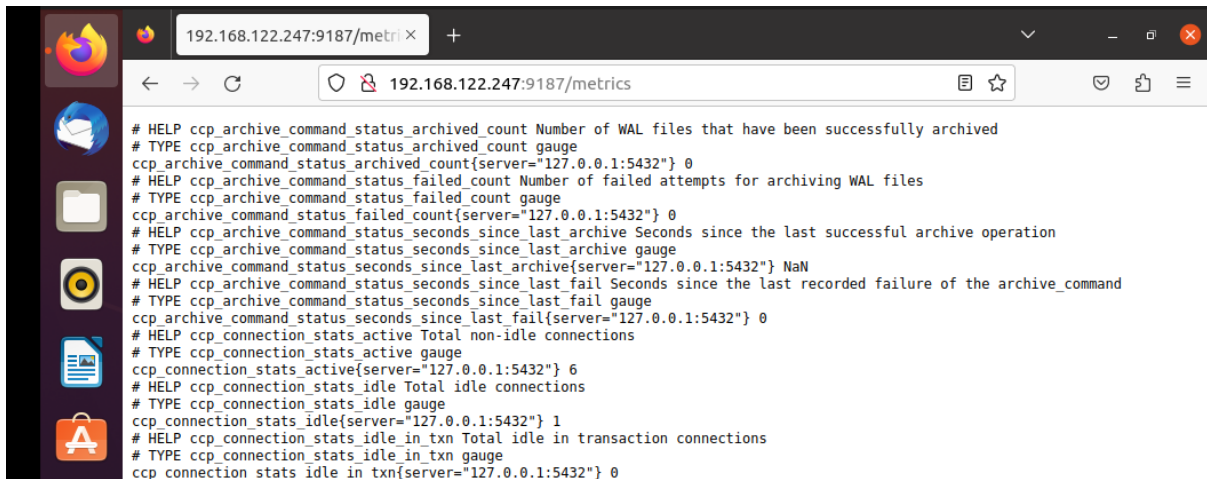 192.168.122.247:9187/metri
192.168.122.247:9187/metrics
# HELP ccp_archive_command_status_archived_count Number of WAL files that have been successfully archived
# TYPE ccp_archive_command_status_archived_count gauge
ccp_archive_command_status_archived_count{server="127.0.0.1:5432"} 0
# HELP ccp_archive_command_status_failed_count Number of failed attempts for archiving WAL files
# TYPE ccp_archive_command_status_failed_count gauge
ccp_archive_command_status_failed_count{server="127.0.0.1:5432"} 0
# HELP ccp_archive_command_status_seconds_since_last_archive Seconds since the last successful archive operation
# TYPE ccp_archive_command_status_seconds_since_last_archive gauge
ccp_archive_command_status_seconds_since_last_archive{server="127.0.0.1:5432"} NaN
# HELP ccp_archive_command_status_seconds_since_last_fail Seconds since the last recorded failure of the archive_command
# TYPE ccp_archive_command_status_seconds_since_last_fail gauge
ccp_archive_command_status_seconds_since_last_fail{server="127.0.0.1:5432"} 0
# HELP ccp_connection_stats_active Total non-idle connections
# TYPE ccp_connection_stats_active gauge
ccp_connection_stats_active{server="127.0.0.1:5432"} 6
# HELP ccp_connection_stats_idle Total idle connections
# TYPE ccp_connection_stats_idle gauge
ccp_connection_stats_idle{server="127.0.0.1:5432"} 1
# HELP ccp_connection_stats_idle_in_txn Total idle in transaction connections
# TYPE ccp_connection_stats_idle_in_txn gauge
ccp_connection_stats_idle_in_txn{server="127.0.0.1:5432"} 0